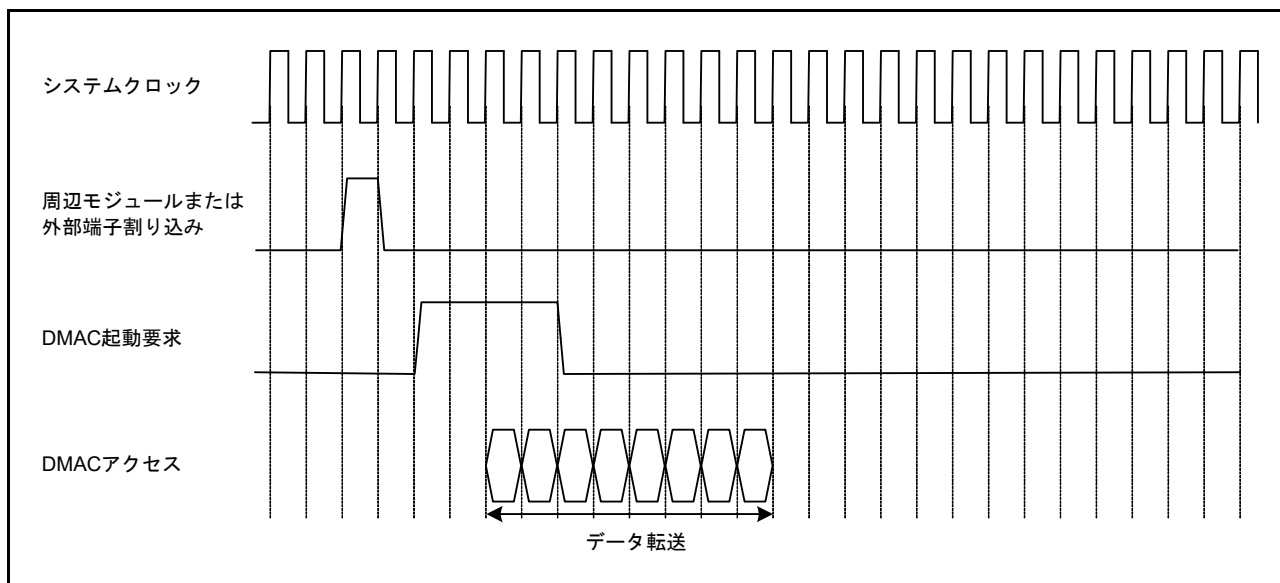 システムクロック
周辺モジュールまたは
外部端子割り込み
DMAC起動要求
DMACアクセス
データ転送